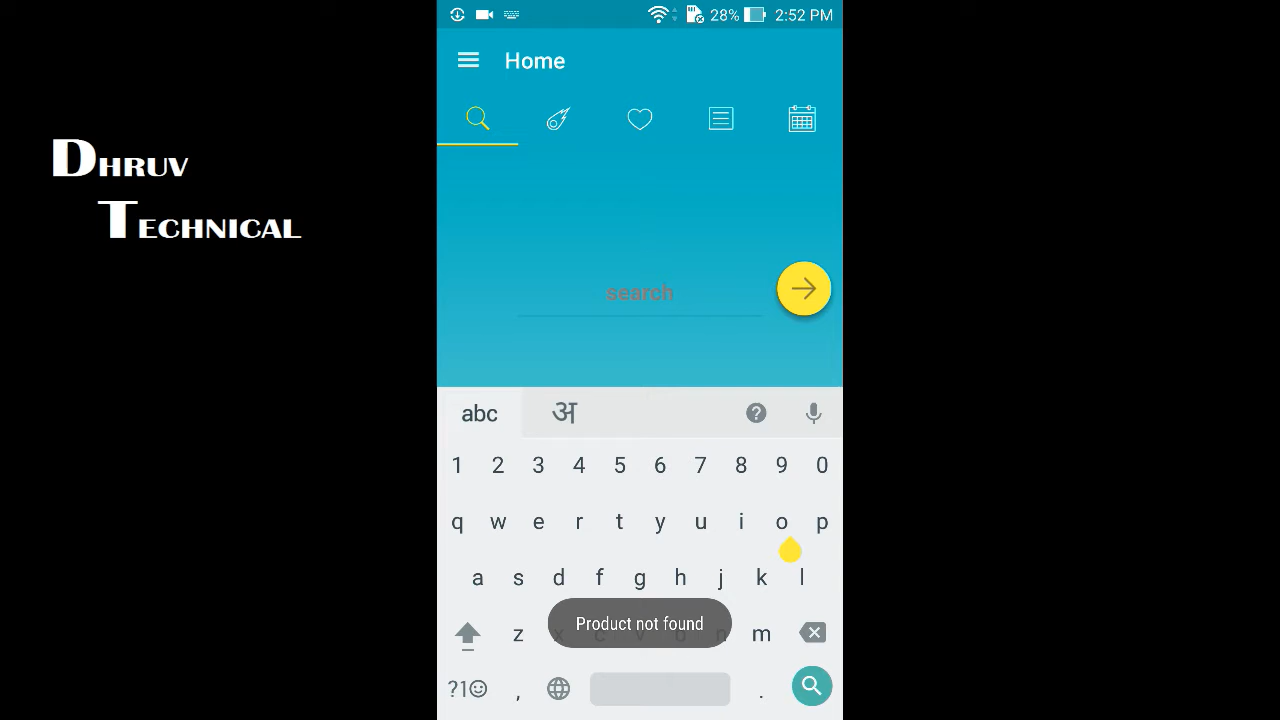 DHRUV
TECHNICAL
28% 2:52 PM
Home
search
abc अ
1 2 3 4 5 6 7 8 9 0
q w e r t y u i o p
a s d f g h j k l
z x c v b n m
Product not found
?1☺ , .